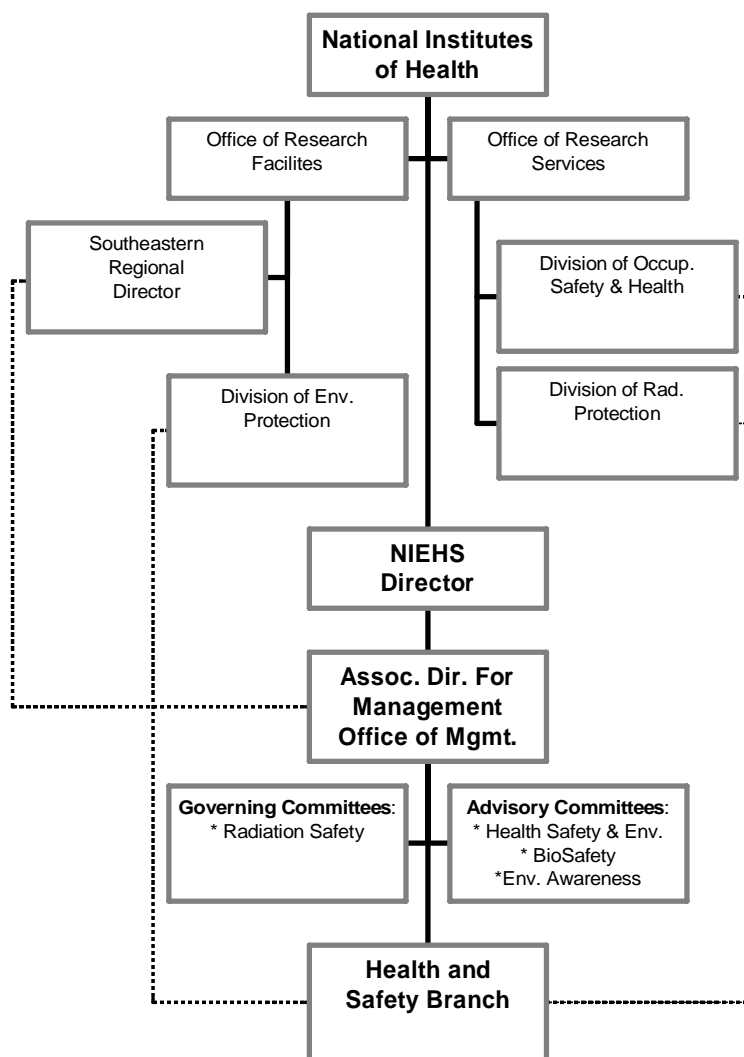 National Institutes
of Health
Office of Research
Facilites
Office of Research
Services
Southeastern
Regional
Director
Division of Occup.
Safety & Health
Division of Env.
Protection
Division of Rad.
Protection
NIEHS
Director
Assoc. Dir. For
Management
Office of Mgmt.
Governing Committees:
* Radiation Safety
Advisory Committees:
* Health Safety & Env.
* BioSafety
*Env. Awareness
Health and
Safety Branch